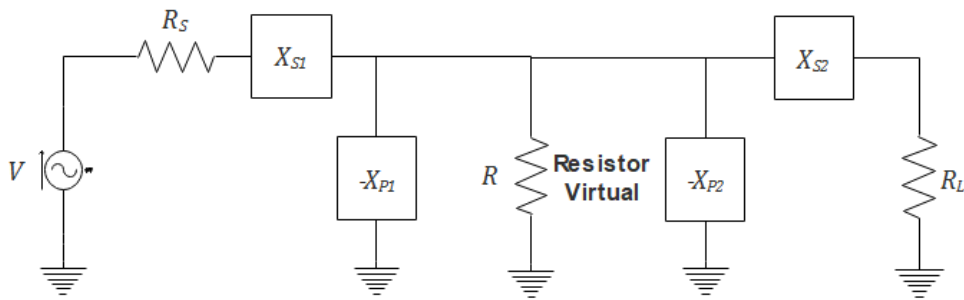 R_S
X_S1
X_S2
V
-X_P1
R
Resistor
Virtual
-X_P2
R_L